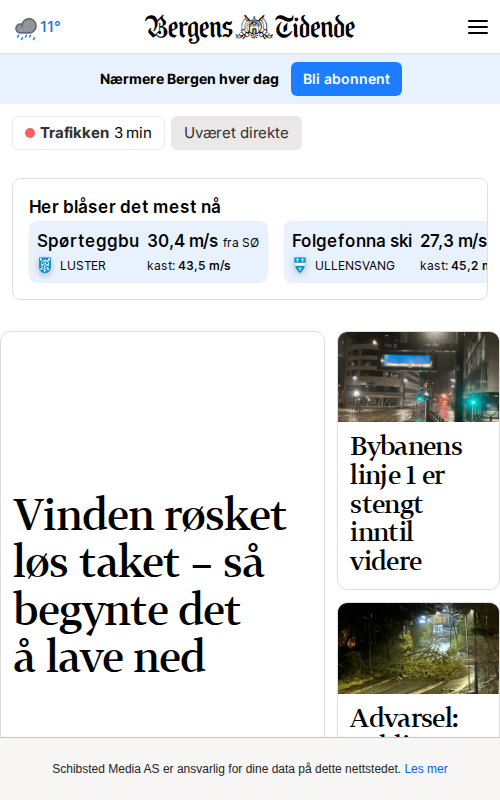 11°
Bergens Tidende
Nærmere Bergen hver dag
Bli abonnent
Trafikken 3 min
Uværet direkte
Her blåser det mest nå
Spørteggbu 30,4 m/s fra SØ
LUSTER kast: 43,5 m/s
Folgefonna ski 27,3 m/s
ULLENSVANG kast: 45,2
Vinden røsket
løs taket – så
begynte det
å lave ned
Bybanens
linje 1 er
stengt
inntil
videre
Advarsel:
Schibsted Media AS er ansvarlig for dine data på dette nettstedet. Les mer